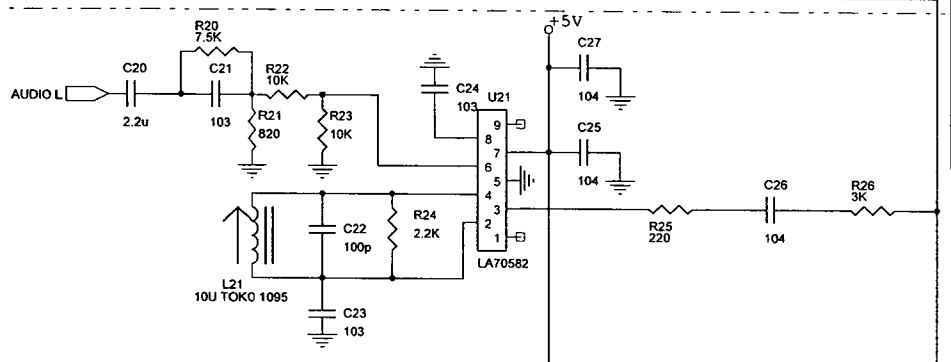 +5V
R20
7.5K
C20
C21
R22
10K
AUDIO L
2.2u
103
R21
820
R23
10K
C24
103
U21
9
8
7
6
5
4
3
2
1
LA70582
C27
104
C25
104
C22
100p
R24
2.2K
L21
10U TOKO 1095
C23
103
R25
220
C26
104
R26
3K